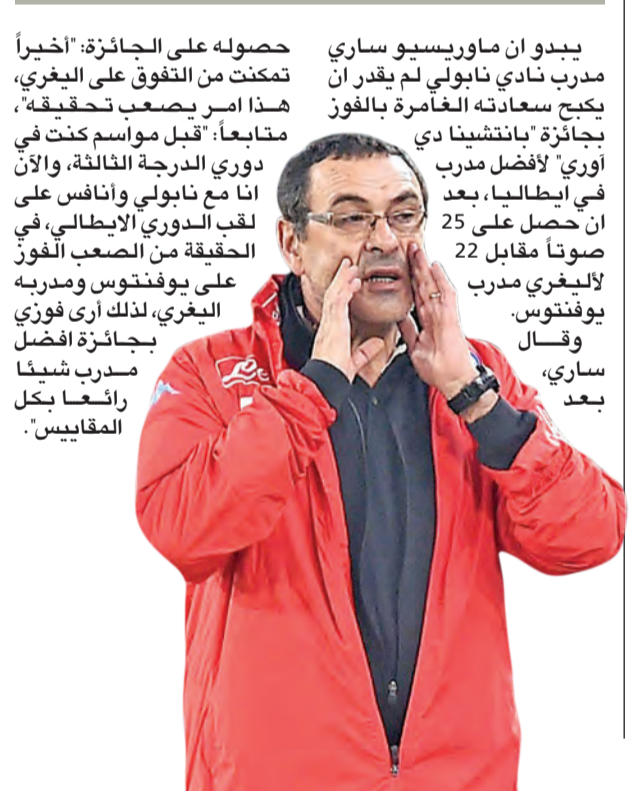 يبدو ان ماوريسيو ساري
مدرب نادي نابولي لم يقدر ان
يكبح سعادته الغامرة بالفوز
بجائزة "بانتشينا دي
آوري" لأفضل مدرب
في ايطاليا، بعد
ان حصل على 25
صوتاً مقابل 22
لأليغري مدرب
يوفنتوس.
وقال
ساري،
بعد
حصوله على الجائزة: "أخيراً
تمكنت من التفوق على اليغري،
هذا امر يصعب تحقيقه"،
متابعاً: "قبل مواسم كنت في
دوري الدرجة الثالثة، والآن
انا مع نابولي وأنافس على
لقب الدوري الايطالي، في
الحقيقة من الصعب الفوز
على يوفنتوس ومدربه
اليغري، لذلك أرى فوزي
بجائزة افضل
مدرب شيئا
رائعا بكل
المقاييس".